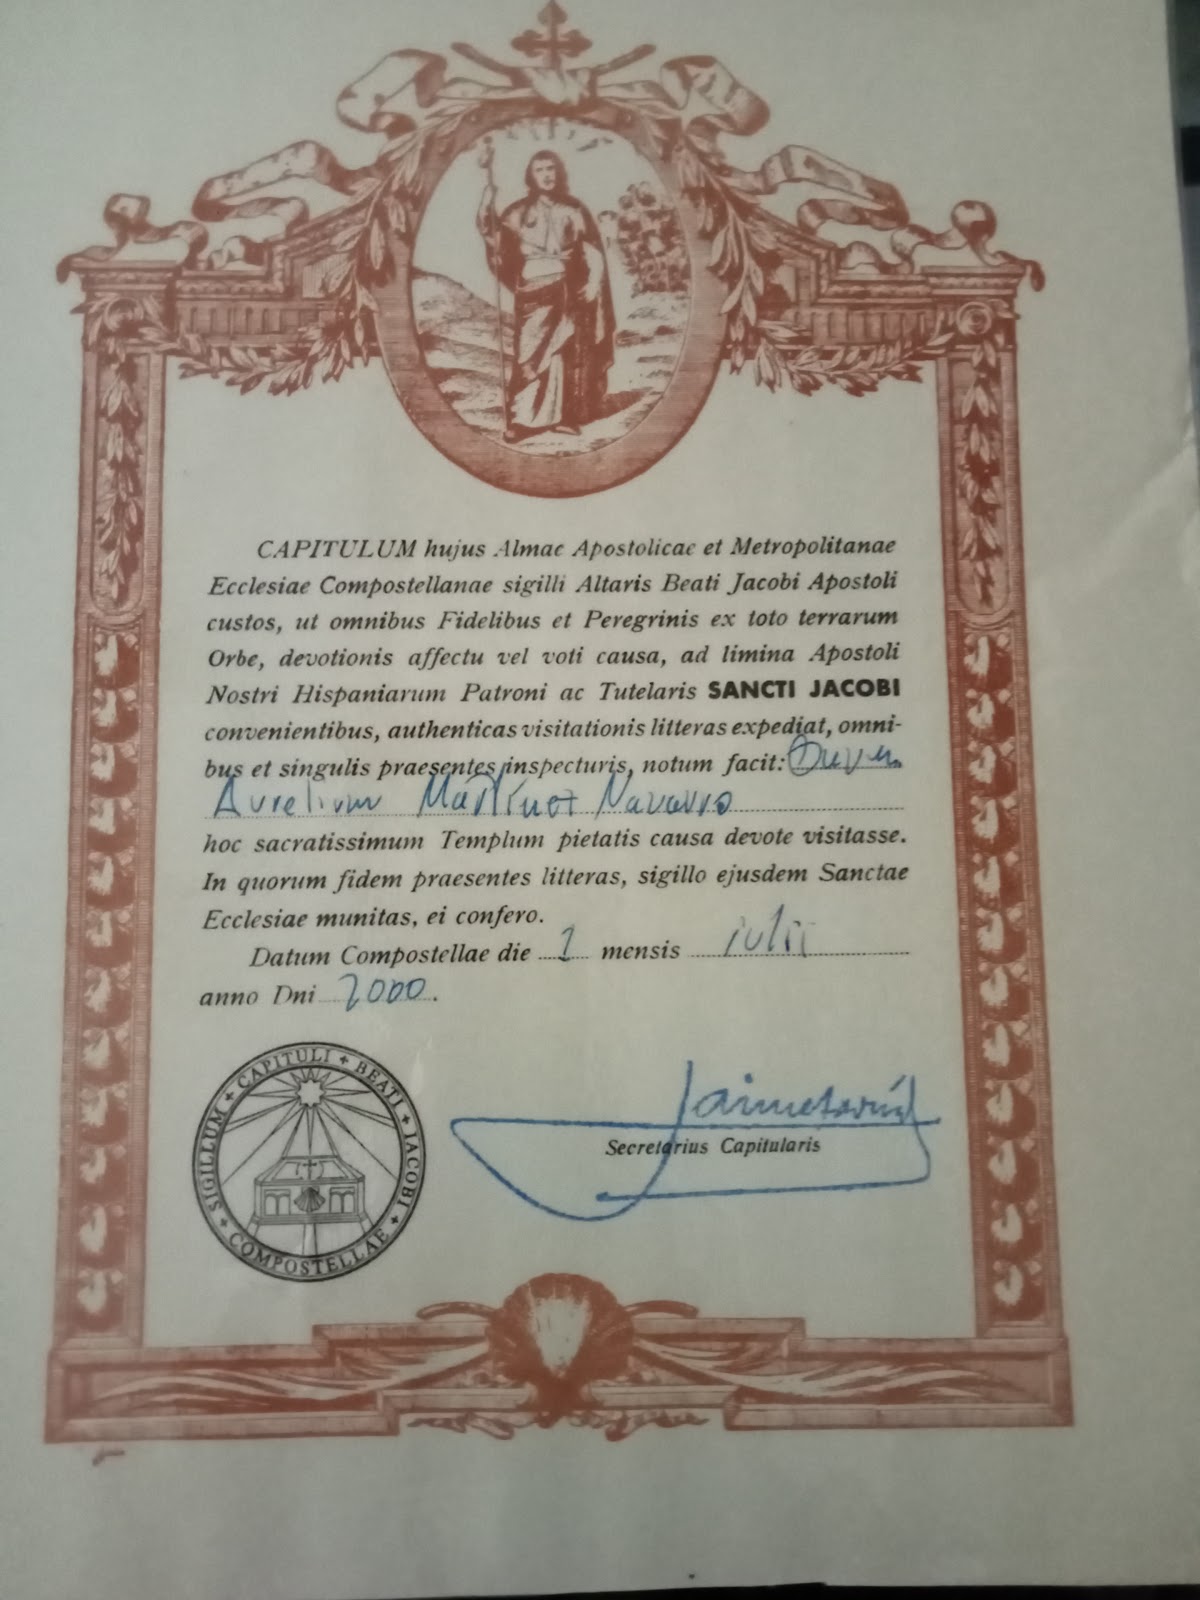 CAPITULUM hujus Almae Apostolicae et Metropolitanae
Ecclesiae Compostellanae sigilli Altaris Beati Jacobi Apostoli
custos, ut omnibus Fidelibus et Peregrinis ex toto terrarum
Orbe, devotionis affectu vel voti causa, ad limina Apostoli
Nostri Hispaniarum Patroni ac Tutelaris SANCTI JACOBI
convenientibus, authenticas visitationis litteras expediat, omni-
bus et singulis praesentes inspecturis, notum facit:
Aurelium Martinez Navarro
hoc sacratissimum Templum pietatis causa devote visitasse.
In quorum fidem praesentes litteras, sigillo ejusdem Sanctae
Ecclesiae munitas, ei confero.
Datum Compostellae die 1 mensis iulii
anno Dni 2000.
SIGILLUM + CAPITULI + BEATI + IACOBI + COMPOSTELLAE +
Secretarius Capitularis